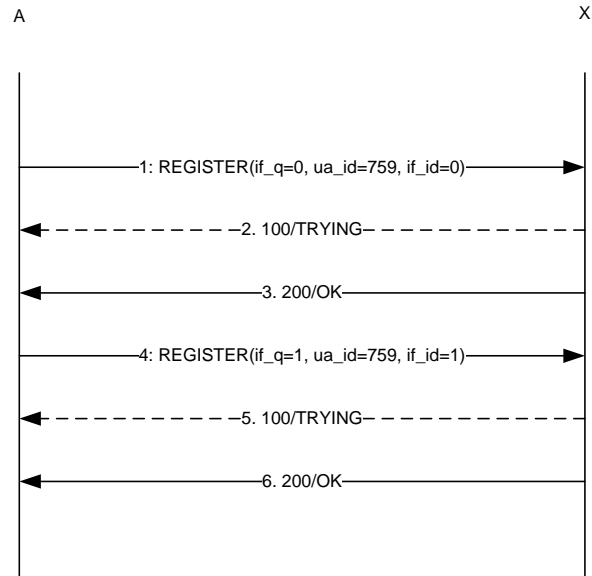 A
X
1: REGISTER(if_q=0, ua_id=759, if_id=0)
2. 100/TRYING
3. 200/OK
4: REGISTER(if_q=1, ua_id=759, if_id=1)
5. 100/TRYING
6. 200/OK